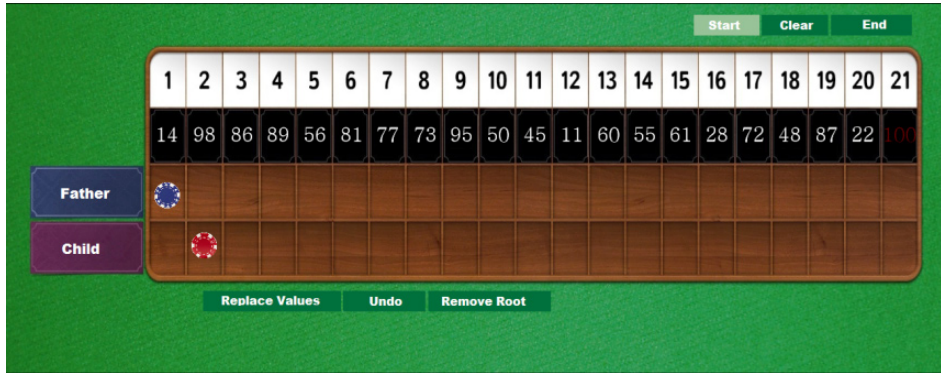 Start Clear End
1 2 3 4 5 6 7 8 9 10 11 12 13 14 15 16 17 18 19 20 21
14 98 86 89 56 81 77 73 95 50 45 11 60 55 61 28 72 48 87 22 100
Father
Child
Replace Values Undo Remove Root